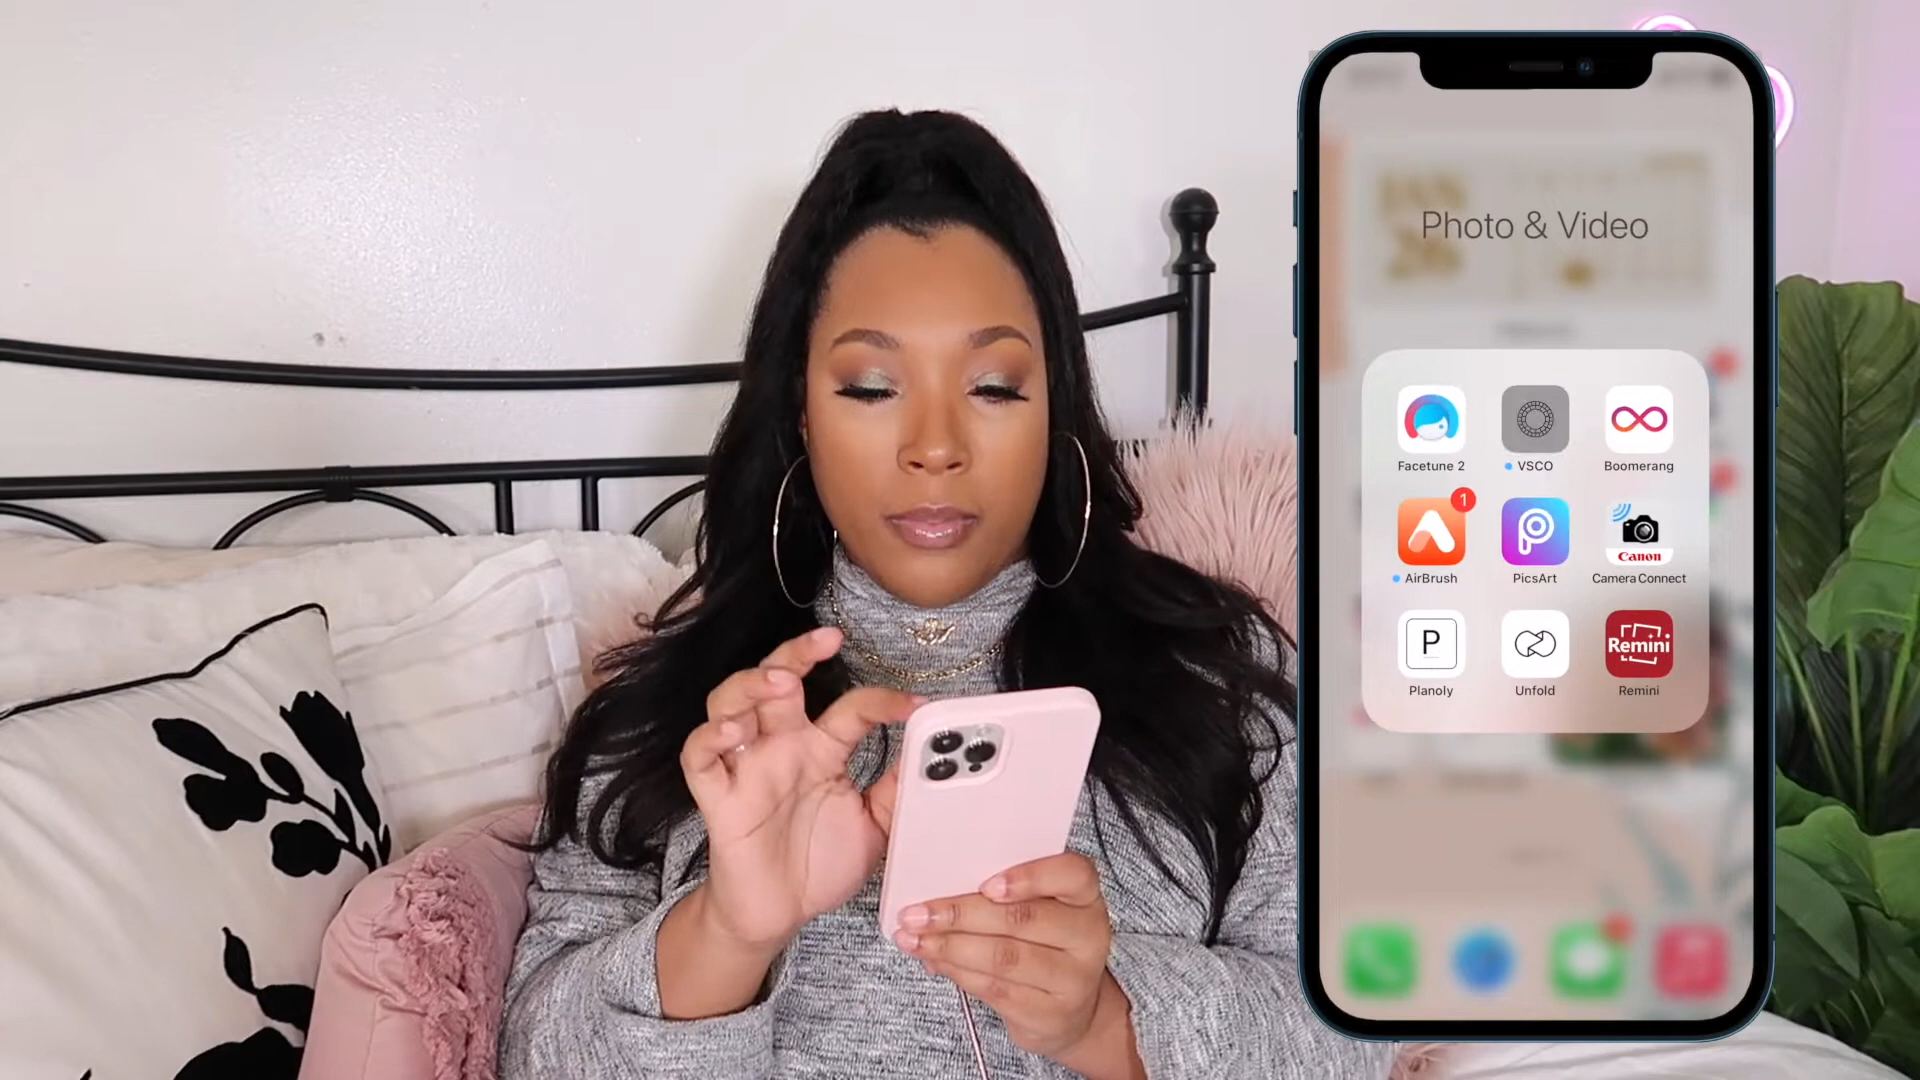 Photo & Video
Facetune 2
VSCO
Boomerang
1
AirBrush
PicsArt
Canon
Camera Connect
P
Planoly
Unfold
Remini
Remini